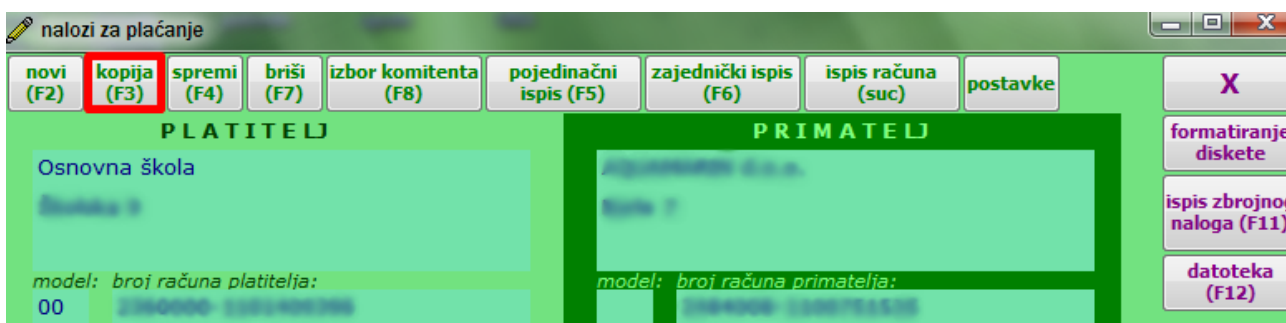 nalozi za plaćanje
novi (F2)
kopija (F3)
spremi (F4)
briši (F7)
izbor komitenta (F8)
pojedinačni ispis (F5)
zajednički ispis (F6)
ispis računa (suc)
postavke
X
PLATITELJ
PRIMATELJ
formatiranje diskete
Osnovna škola
ispis zbrojnog naloga (F11)
model: broj računa platitelja:
model: broj računa primatelja:
datoteka (F12)
00